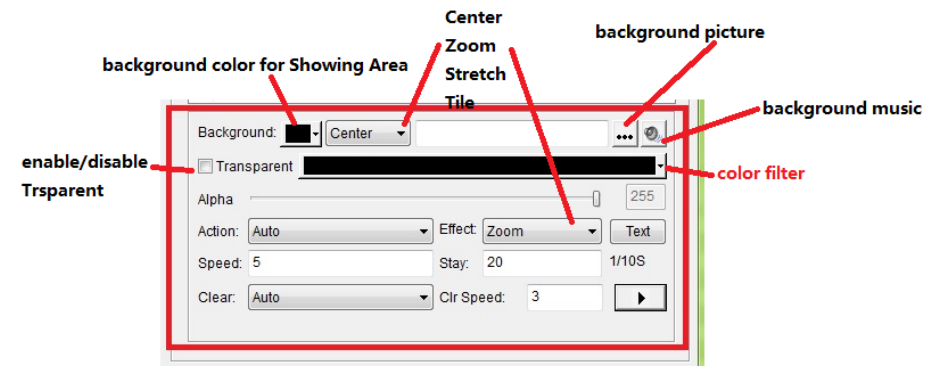 Center
Zoom
Stretch
Tile
background picture
background color for Showing Area
background music
Background:
Center
...
enable/disable
Trsparent
Transparent
color filter
Alpha
255
Action: Auto
Effect: Zoom
Text
Speed: 5
Stay: 20
1/10S
Clear: Auto
Clr Speed: 3